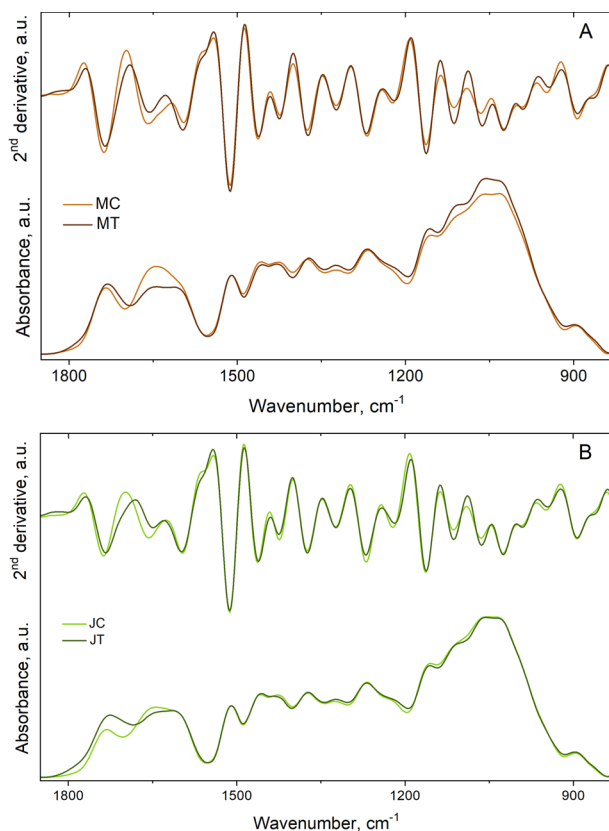 A
2nd derivative, a.u.
MC
MT
Absorbance, a.u.
1800 1500 1200 900
Wavenumber, cm-1
B
2nd derivative, a.u.
JC
JT
Absorbance, a.u.
1800 1500 1200 900
Wavenumber, cm-1